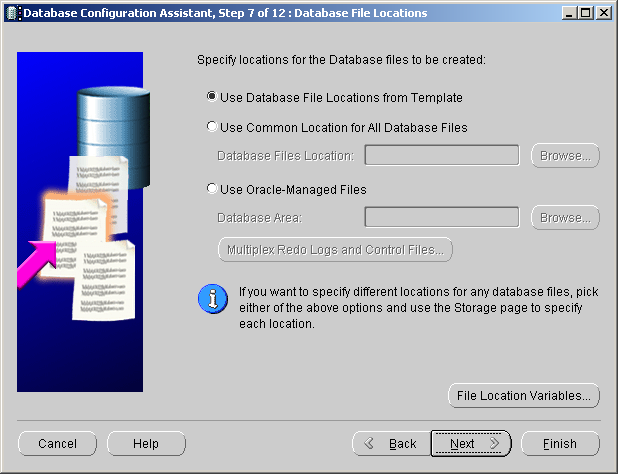 Database Configuration Assistant, Step 7 of 12 : Database File Locations
Specify locations for the Database files to be created:
Use Database File Locations from Template
Use Common Location for All Database Files
Database Files Location:
Browse...
Use Oracle-Managed Files
Database Area:
Browse...
Multiplex Redo Logs and Control Files...
If you want to specify different locations for any database files, pick
either of the above options and use the Storage page to specify
each location.
File Location Variables...
Cancel
Help
Back
Next
Finish